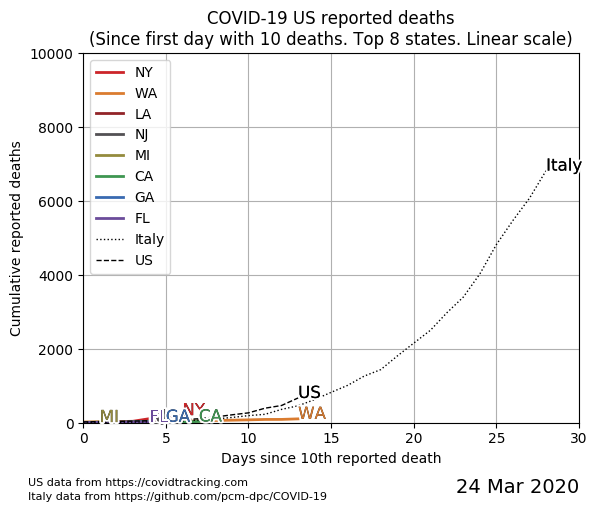 COVID-19 US reported deaths
(Since first day with 10 deaths. Top 8 states. Linear scale)
Cumulative reported deaths
10000
8000
6000
4000
2000
0
NY
WA
LA
NJ
MI
CA
GA
FL
Italy
US
Italy
US
NY
WA
MI
GA
CA
0 5 10 15 20 25 30
Days since 10th reported death
US data from https://covidtracking.com
Italy data from https://github.com/pcm-dpc/COVID-19
24 Mar 2020